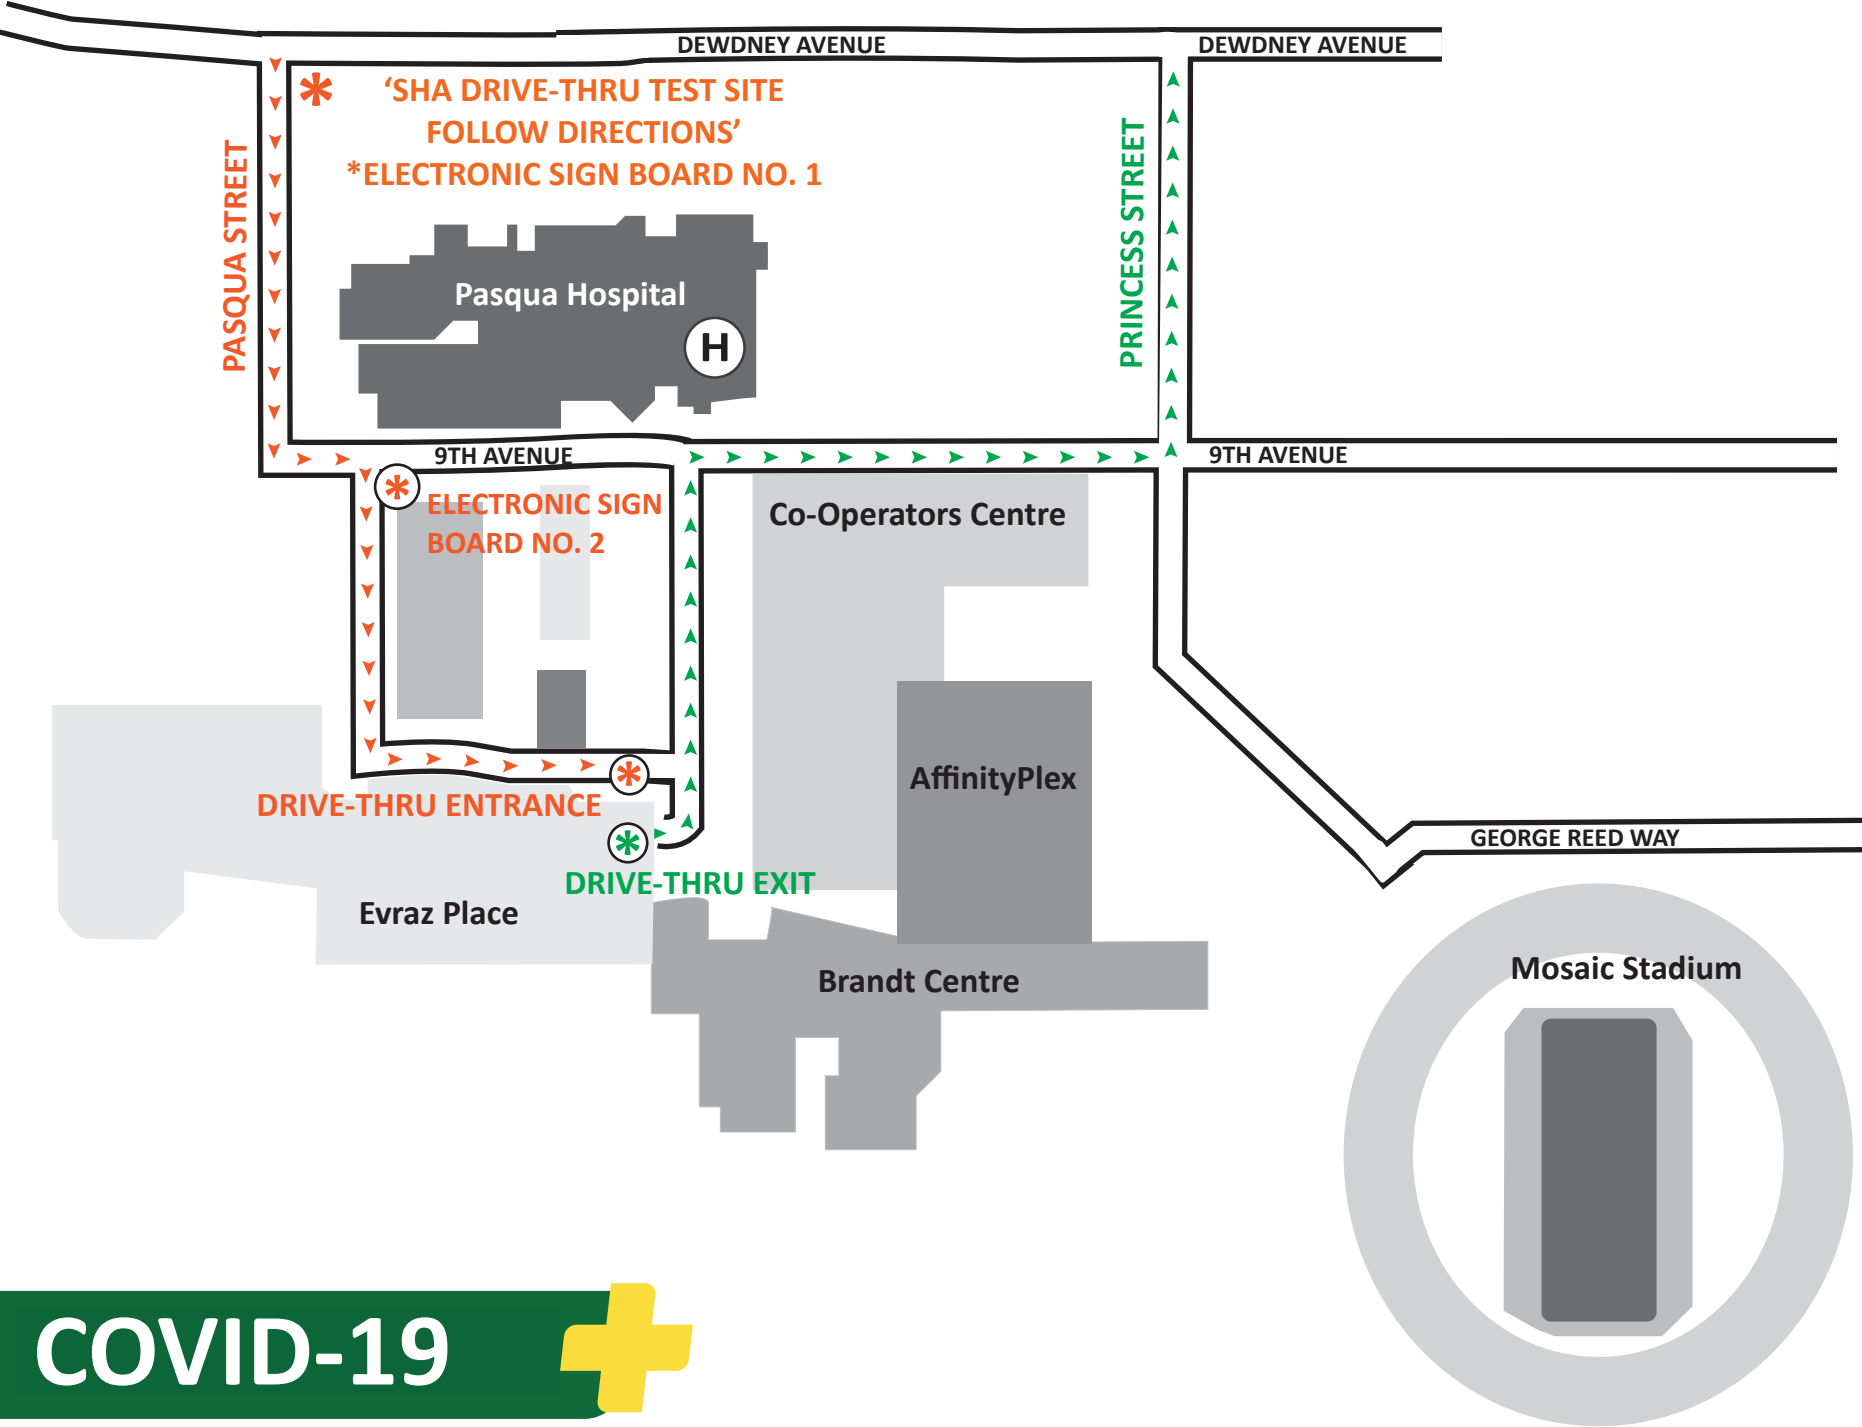 DEWDNEY AVENUE
DEWDNEY AVENUE
*
‘SHA DRIVE-THRU TEST SITE
FOLLOW DIRECTIONS’
*ELECTRONIC SIGN BOARD NO. 1
PASQUA STREET
PRINCESS STREET
Pasqua Hospital
H
9TH AVENUE
9TH AVENUE
*
ELECTRONIC SIGN
BOARD NO. 2
Co-Operators Centre
AffinityPlex
*
DRIVE-THRU ENTRANCE
*
DRIVE-THRU EXIT
GEORGE REED WAY
Evraz Place
Brandt Centre
Mosaic Stadium
COVID-19